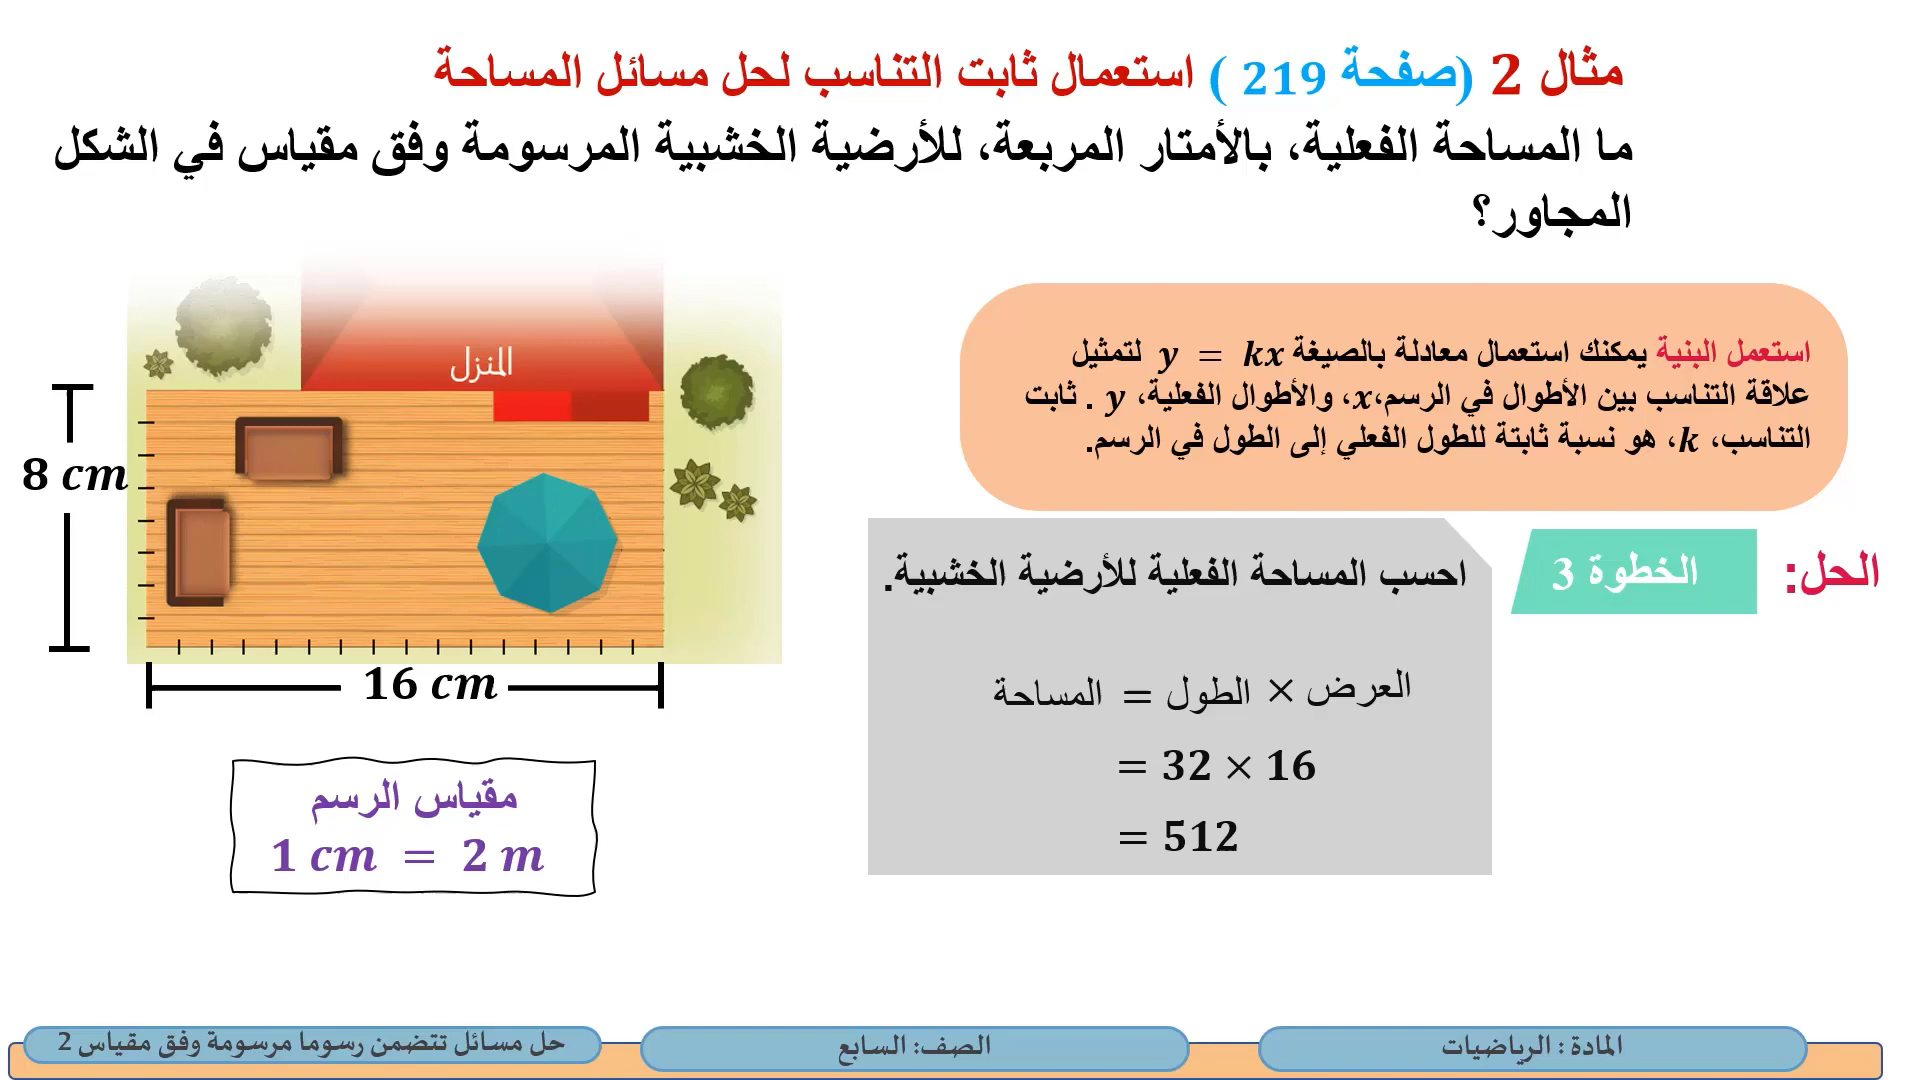 مثال 2 (صفحة 219 ) استعمال ثابت التناسب لحل مسائل المساحة
ما المساحة الفعلية، بالأمتار المربعة، للأرضية الخشبية المرسومة وفق مقياس في الشكل
المجاور؟
استعمل البنية يمكنك استعمال معادلة بالصيغة y = kx لتمثيل
علاقة التناسب بين الأطوال في الرسم،x، والأطوال الفعلية، y . ثابت
التناسب، k، هو نسبة ثابتة للطول الفعلي إلى الطول في الرسم.
المنزل
8 cm
16 cm
مقياس الرسم
1 cm = 2 m
الحل:
الخطوة 3
احسب المساحة الفعلية للأرضية الخشبية.
المساحة = الطول × العرض
= 32 × 16
= 512
المادة : الرياضيات
الصف: السابع
حل مسائل تتضمن رسوما مرسومة وفق مقياس 2